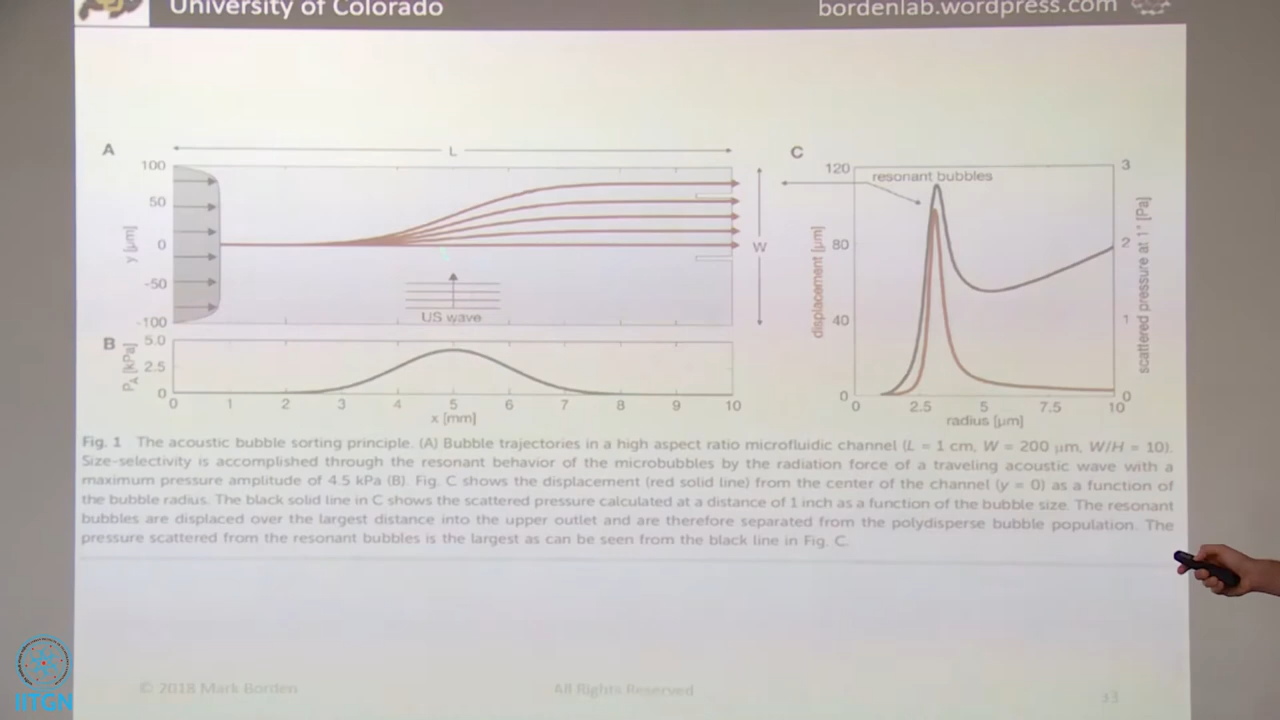 University of Colorado
bordenlab.wordpress.com
A
L
100
50
0
-50
-100
y [µm]
US wave
W
B
5.0
2.5
0
P_A [kPa]
0 1 2 3 4 5 6 7 8 9 10
x [mm]
C
resonant bubbles
120
80
40
0
displacement [µm]
3
2
1
0
scattered pressure at 1" [Pa]
0 2.5 5 7.5 10
radius [µm]
Fig. 1 The acoustic bubble sorting principle. (A) Bubble trajectories in a high aspect ratio microfluidic channel (L = 1 cm, W = 200 µm, W/H = 10).
Size-selectivity is accomplished through the resonant behavior of the microbubbles by the radiation force of a traveling acoustic wave with a
maximum pressure amplitude of 4.5 kPa (B). Fig. C shows the displacement (red solid line) from the center of the channel (y = 0) as a function of
the bubble radius. The black solid line in C shows the scattered pressure calculated at a distance of 1 inch as a function of the bubble size. The resonant
bubbles are displaced over the largest distance into the upper outlet and are therefore separated from the polydisperse bubble population. The
pressure scattered from the resonant bubbles is the largest as can be seen from the black line in Fig. C.
© 2018 Mark Borden
All Rights Reserved
33
IITGN